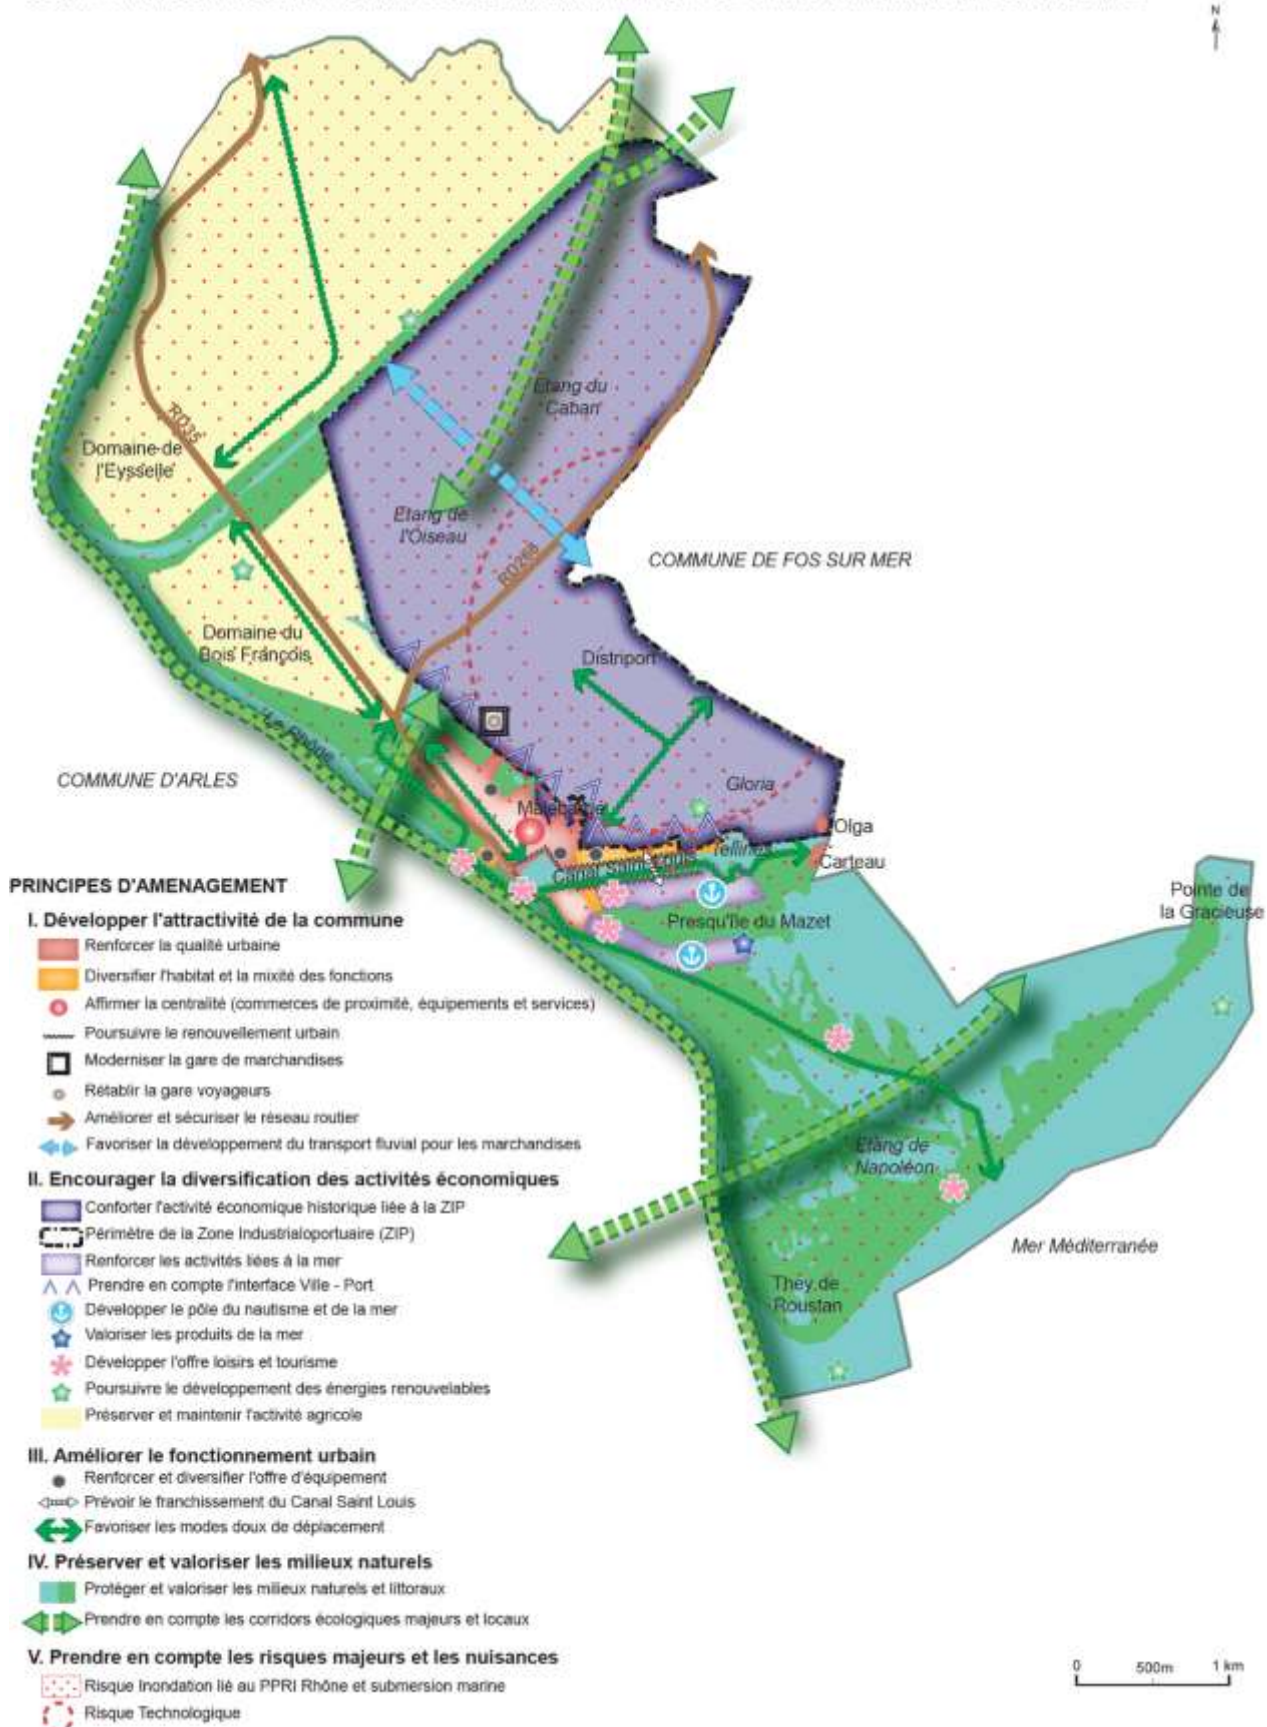 N
RD35
Domaine de
l'Eysselle
Etang du
Caban
Etang de
l'Oiseau
RD268
COMMUNE DE FOS SUR MER
Domaine du
Bois François
Distriport
Le Rhône
COMMUNE D'ARLES
Gloria
Olga
Canal Saint Louis
Tellines
Carteau
Presqu'île du Mazet
Pointe de
la Gracieuse
Etang de
Napoléon
Mer Méditerranée
They de
Roustan
PRINCIPES D'AMENAGEMENT
I. Développer l'attractivité de la commune
Renforcer la qualité urbaine
Diversifier l'habitat et la mixité des fonctions
Affirmer la centralité (commerces de proximité, équipements et services)
Poursuivre le renouvellement urbain
Moderniser la gare de marchandises
Rétablir la gare voyageurs
Améliorer et sécuriser le réseau routier
Favoriser la développement du transport fluvial pour les marchandises
II. Encourager la diversification des activités économiques
Conforter l'activité économique historique liée à la ZIP
Périmètre de la Zone Industrialoportuaire (ZIP)
Renforcer les activités liées à la mer
Prendre en compte l'interface Ville - Port
Développer le pôle du nautisme et de la mer
Valoriser les produits de la mer
Développer l'offre loisirs et tourisme
Poursuivre le développement des énergies renouvelables
Préserver et maintenir l'activité agricole
III. Améliorer le fonctionnement urbain
Renforcer et diversifier l'offre d'équipement
Prévoir le franchissement du Canal Saint Louis
Favoriser les modes doux de déplacement
IV. Préserver et valoriser les milieux naturels
Protéger et valoriser les milieux naturels et littoraux
Prendre en compte les corridors écologiques majeurs et locaux
V. Prendre en compte les risques majeurs et les nuisances
Risque Inondation lié au PPRI Rhône et submersion marine
Risque Technologique
0 500m 1 km